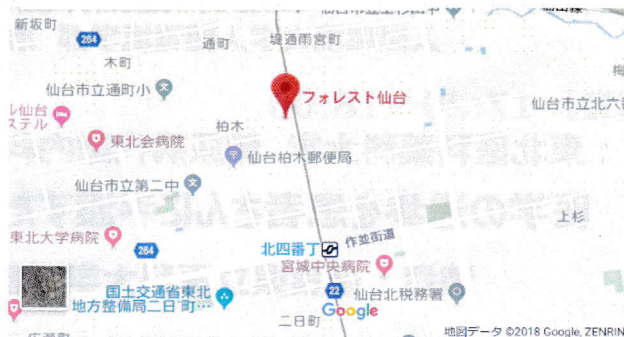 新坂町
264
木町
通町
堤通雨宮町
仙台市立通町小
フォレスト仙台
仙台市立北六番
ル仙台
ステル
東北会病院
柏木
仙台柏木郵便局
仙台市立第二中
上杉
東北大学病院
264
北四番丁
作並街道
宮城中央病院
国土交通省東北
地方整備局二日町…
22
仙台北税務署
Google
二日町
地図データ ©2018 Google, ZENRIN